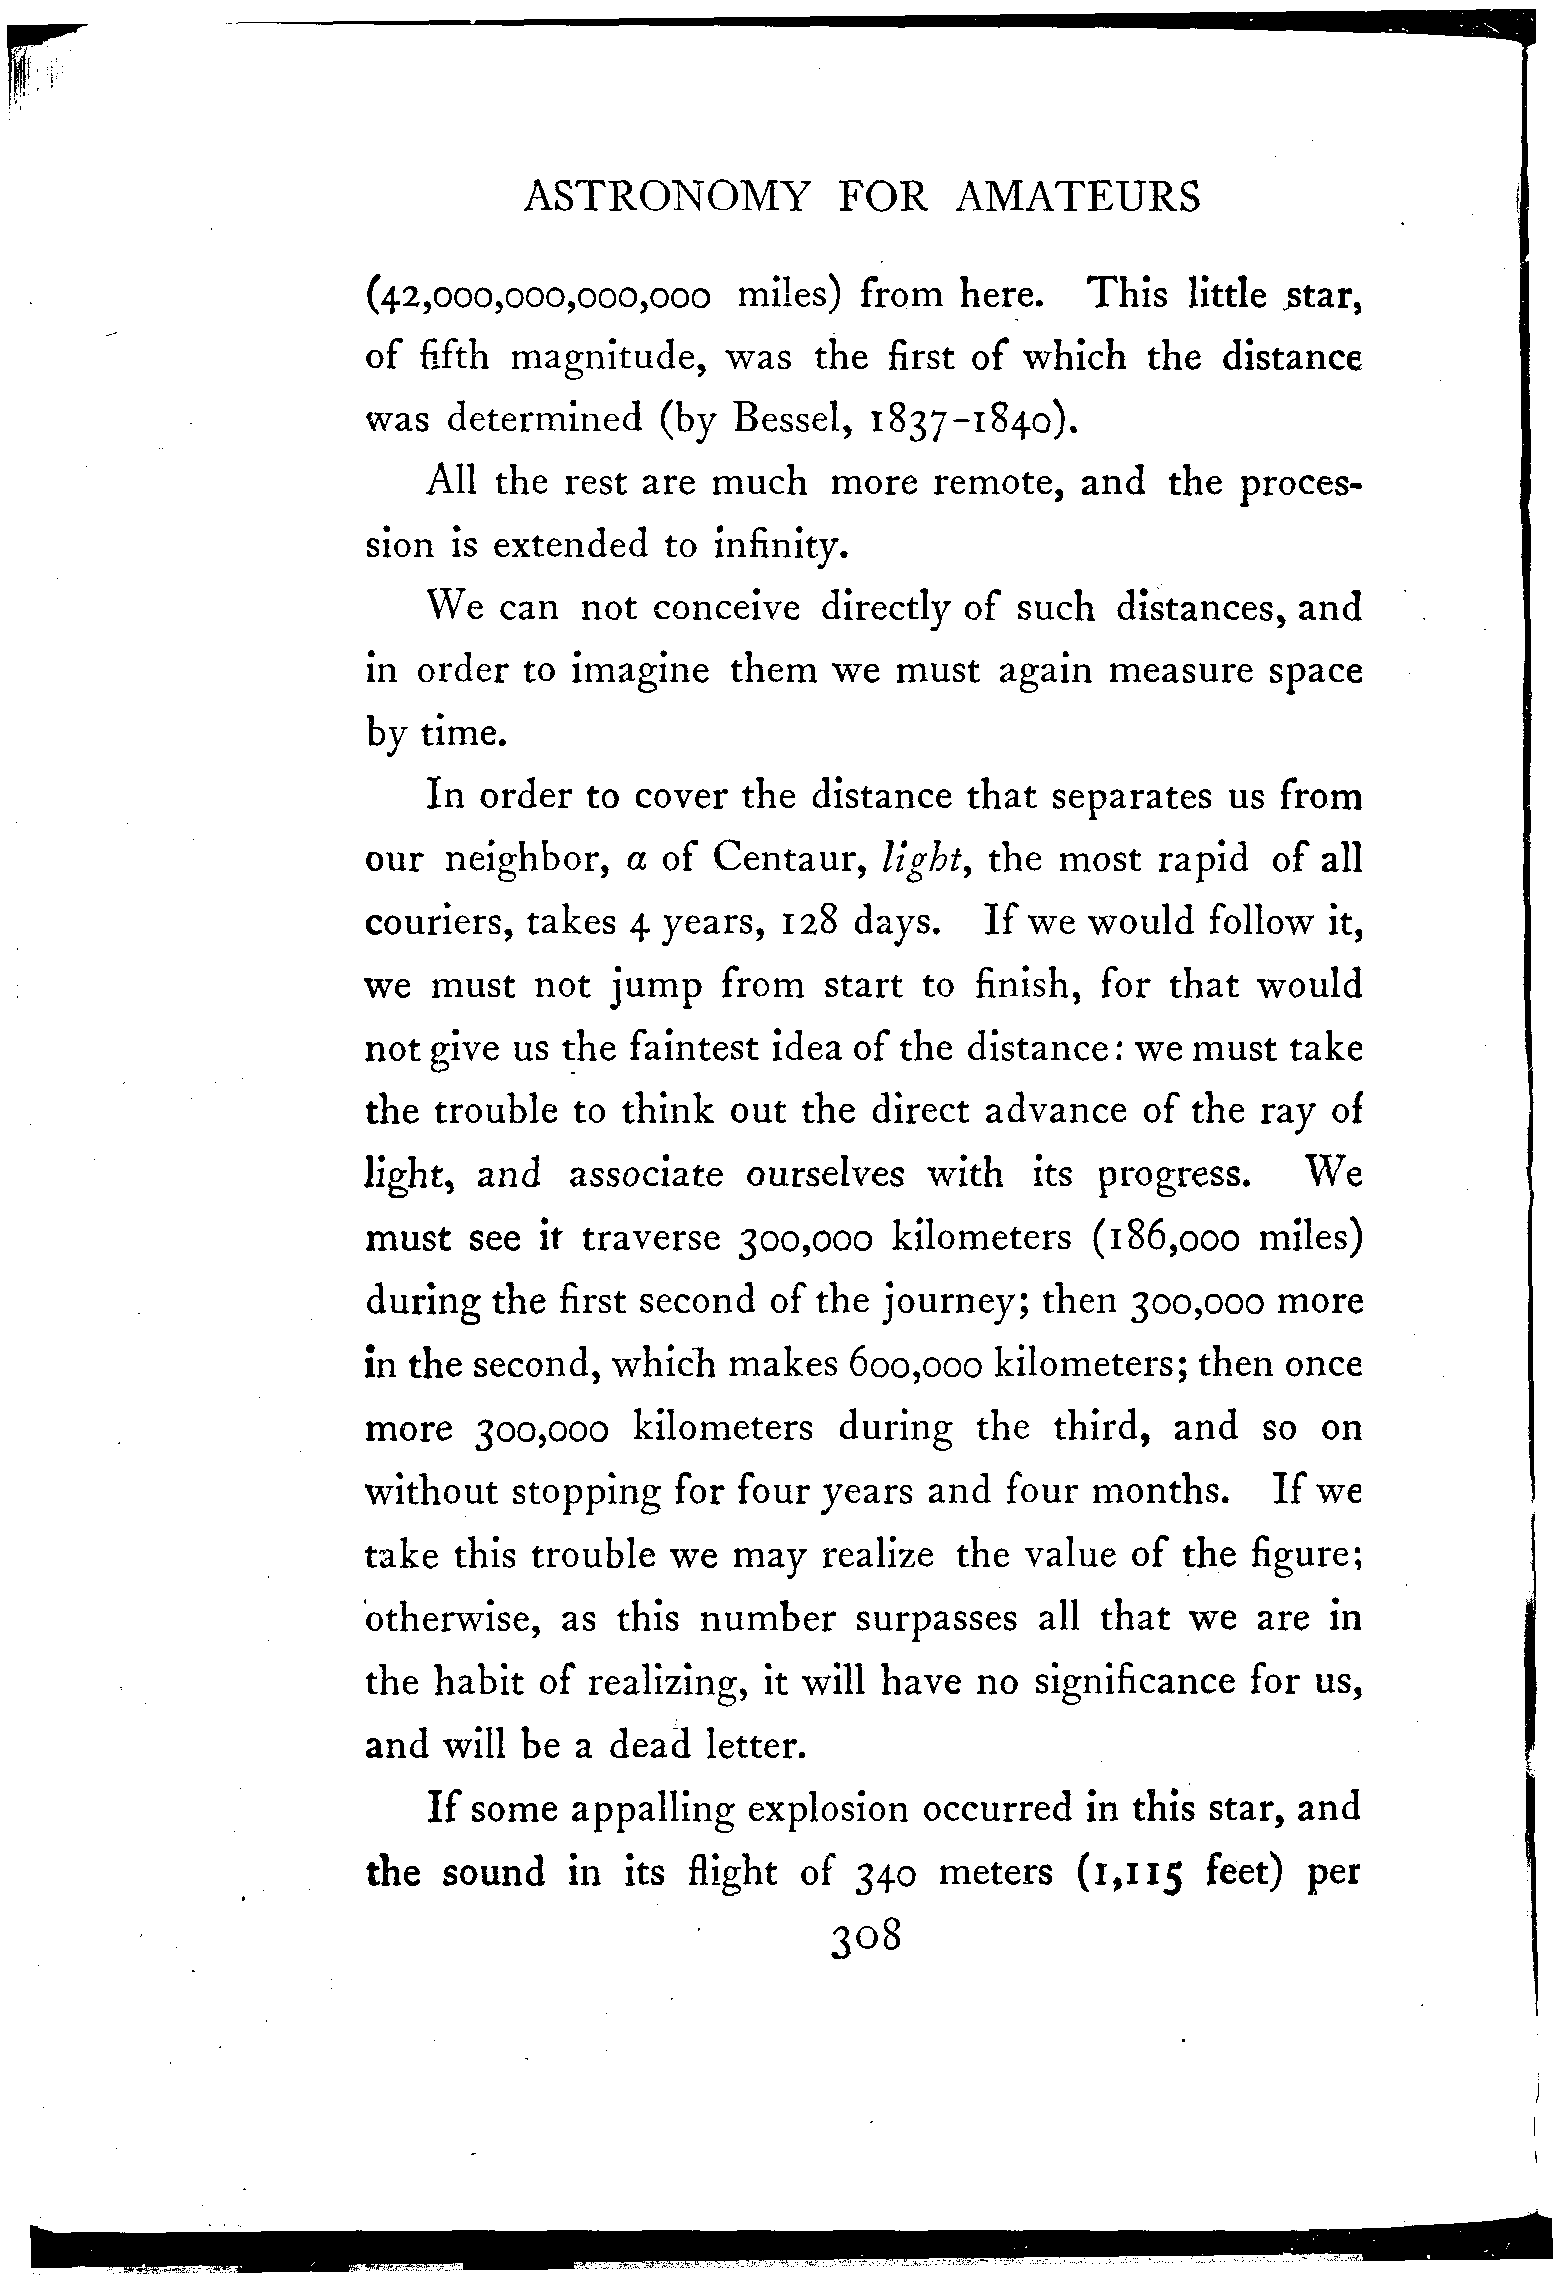 ASTRONOMY FOR AMATEURS
(42,000,000,000,000 miles) from here. This little star,
of fifth magnitude, was the first of which the distance
was determined (by Bessel, 1837-1840).
All the rest are much more remote, and the proces-
sion is extended to infinity.
We can not conceive directly of such distances, and
in order to imagine them we must again measure space
by time.
In order to cover the distance that separates us from
our neighbor, α of Centaur, light, the most rapid of all
couriers, takes 4 years, 128 days. If we would follow it,
we must not jump from start to finish, for that would
not give us the faintest idea of the distance: we must take
the trouble to think out the direct advance of the ray of
light, and associate ourselves with its progress. We
must see it traverse 300,000 kilometers (186,000 miles)
during the first second of the journey; then 300,000 more
in the second, which makes 600,000 kilometers; then once
more 300,000 kilometers during the third, and so on
without stopping for four years and four months. If we
take this trouble we may realize the value of the figure;
otherwise, as this number surpasses all that we are in
the habit of realizing, it will have no significance for us,
and will be a dead letter.
If some appalling explosion occurred in this star, and
the sound in its flight of 340 meters (1,115 feet) per
308